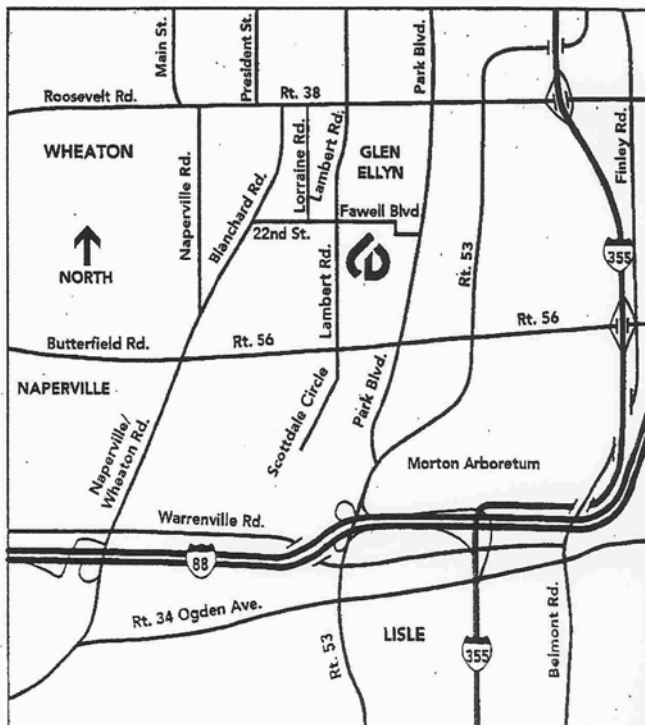 Main St.
President St.
Park Blvd.
Roosevelt Rd.
Rt. 38
Finley Rd.
WHEATON
Naperville Rd.
Blanchard Rd.
Lorraine Rd.
Lambert Rd.
GLEN
ELLYN
Fawell Blvd
22nd St.
NORTH
Lambert Rd.
Rt. 53
355
Butterfield Rd.
Rt. 56
Rt. 56
NAPERVILLE
Naperville/
Wheaton Rd.
Scottdale Circle
Park Blvd.
Morton Arboretum
Warrenville Rd.
88
Rt. 34 Ogden Ave.
Rt. 53
LISLE
355
Belmont Rd.